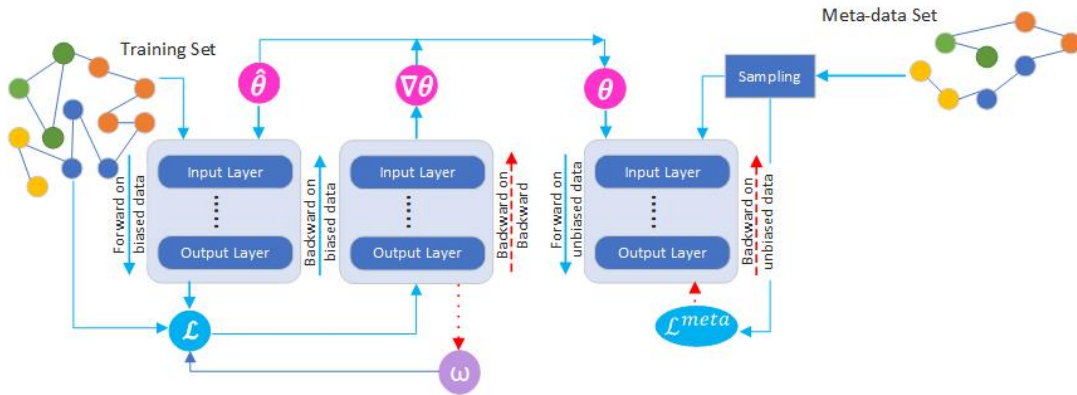 Training Set
Meta-data Set
θ̂
∇θ
θ
Sampling
Forward on
biased data
Input Layer
Output Layer
Backward on
biased data
Input Layer
Output Layer
Backward on
Backward
Forward on
unbiased data
Input Layer
Output Layer
Backward on
unbiased data
ℒ
ℒ^meta
ω